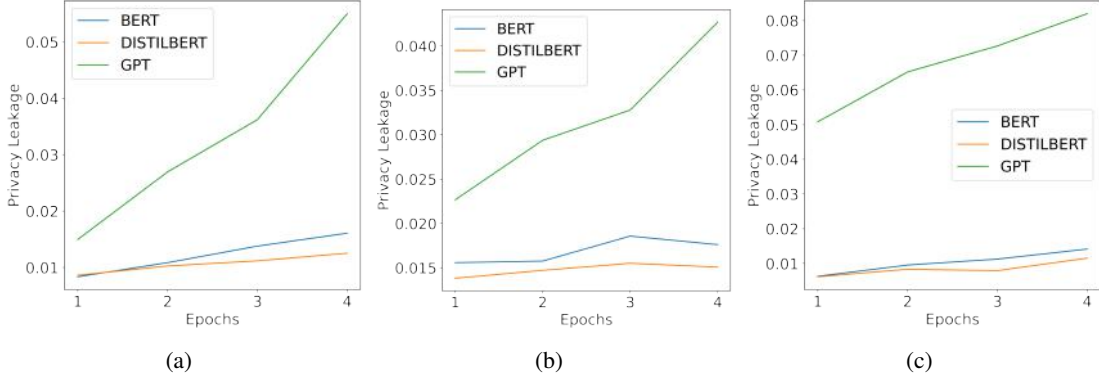 BERT
DISTILBERT
GPT
0.05
0.04
0.03
0.02
0.01
Privacy Leakage
1 2 3 4
Epochs
(a)
BERT
DISTILBERT
GPT
0.040
0.035
0.030
0.025
0.020
0.015
Privacy Leakage
1 2 3 4
Epochs
(b)
BERT
DISTILBERT
GPT
0.08
0.07
0.06
0.05
0.04
0.03
0.02
0.01
Privacy Leakage
1 2 3 4
Epochs
(c)